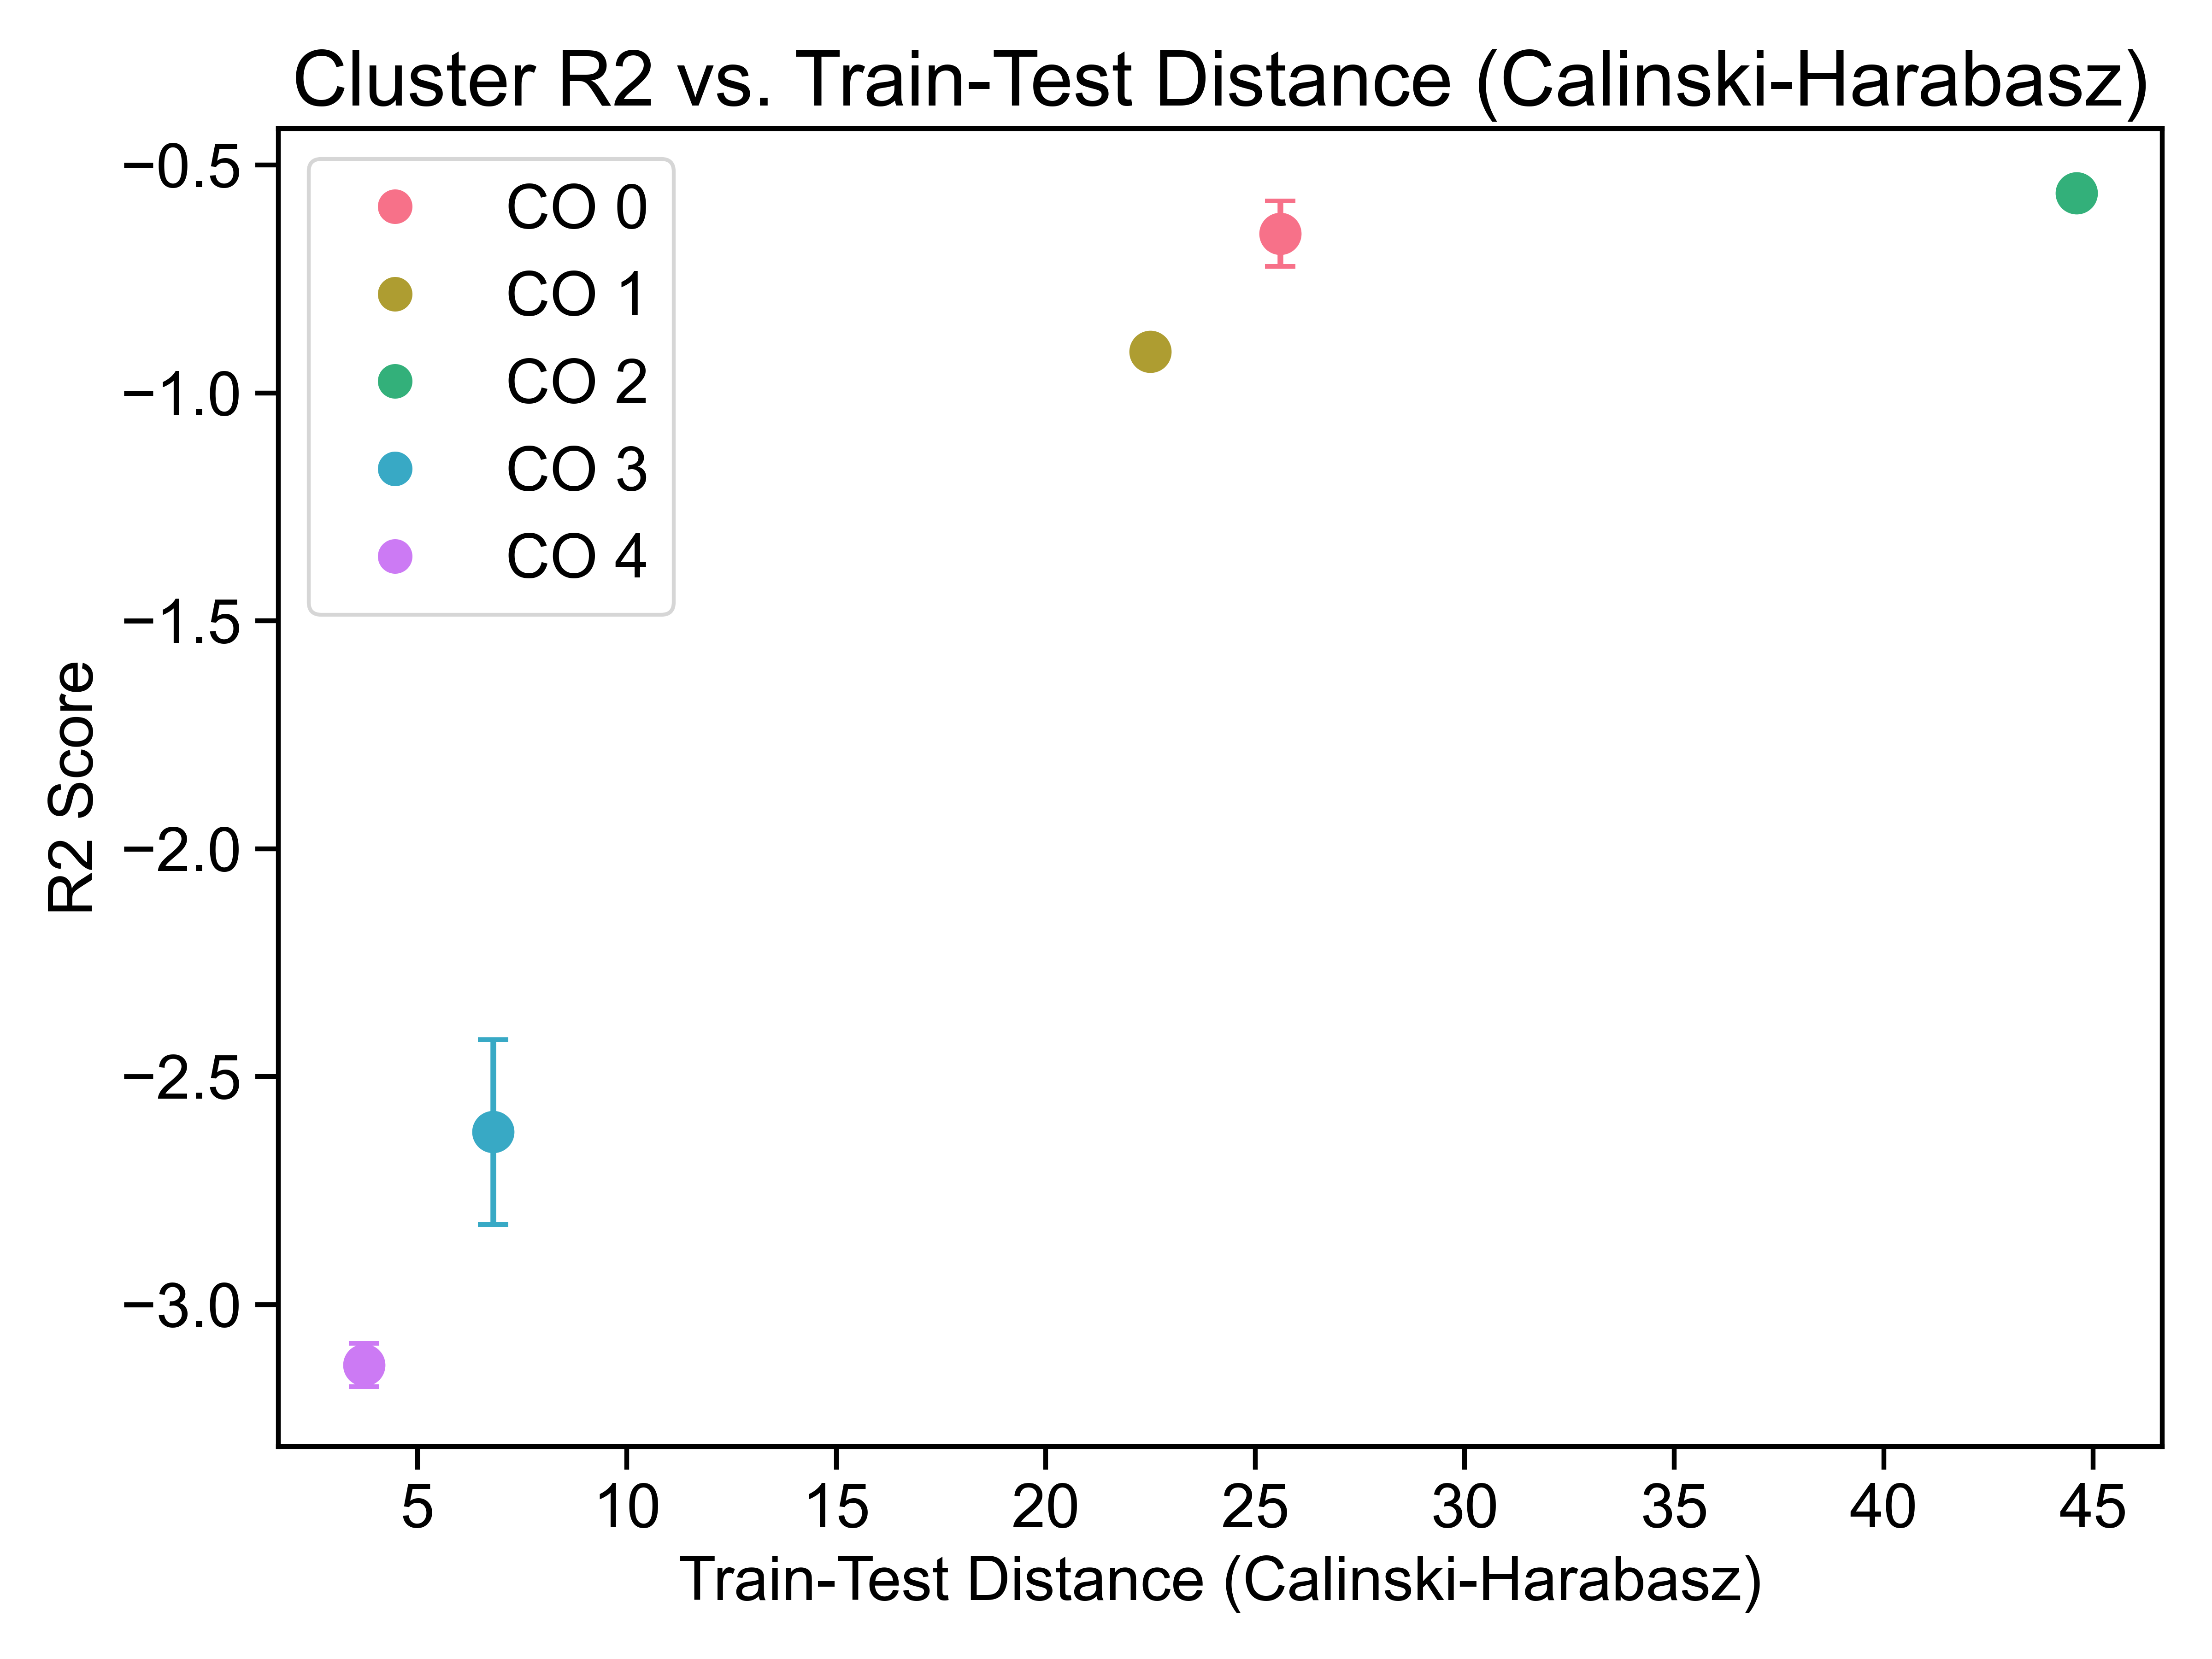 Cluster R2 vs. Train-Test Distance (Calinski-Harabasz)
CO 0
CO 1
CO 2
CO 3
CO 4
R2 Score
−0.5
−1.0
−1.5
−2.0
−2.5
−3.0
5 10 15 20 25 30 35 40 45
Train-Test Distance (Calinski-Harabasz)